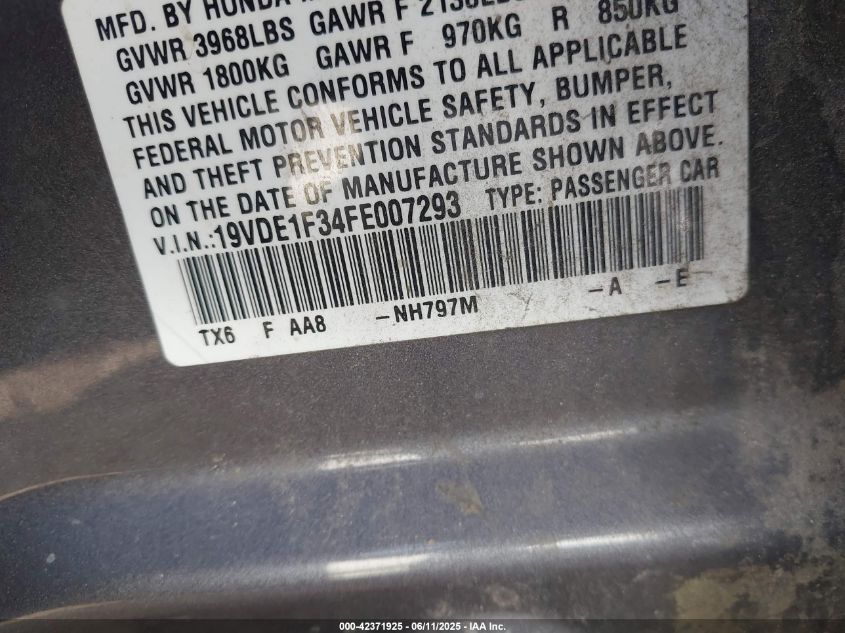 MFD. BY HONDA
GVWR 3968LBS GAWR F
GVWR 1800KG GAWR F 970KG R 850KG
THIS VEHICLE CONFORMS TO ALL APPLICABLE
FEDERAL MOTOR VEHICLE SAFETY, BUMPER,
AND THEFT PREVENTION STANDARDS IN EFFECT
ON THE DATE OF MANUFACTURE SHOWN ABOVE.
V.I.N.:19VDE1F34FE007293 TYPE: PASSENGER CAR
TX6 F AA8 -NH797M -A -E
000-42371925 - 06/11/2025 - IAA Inc.